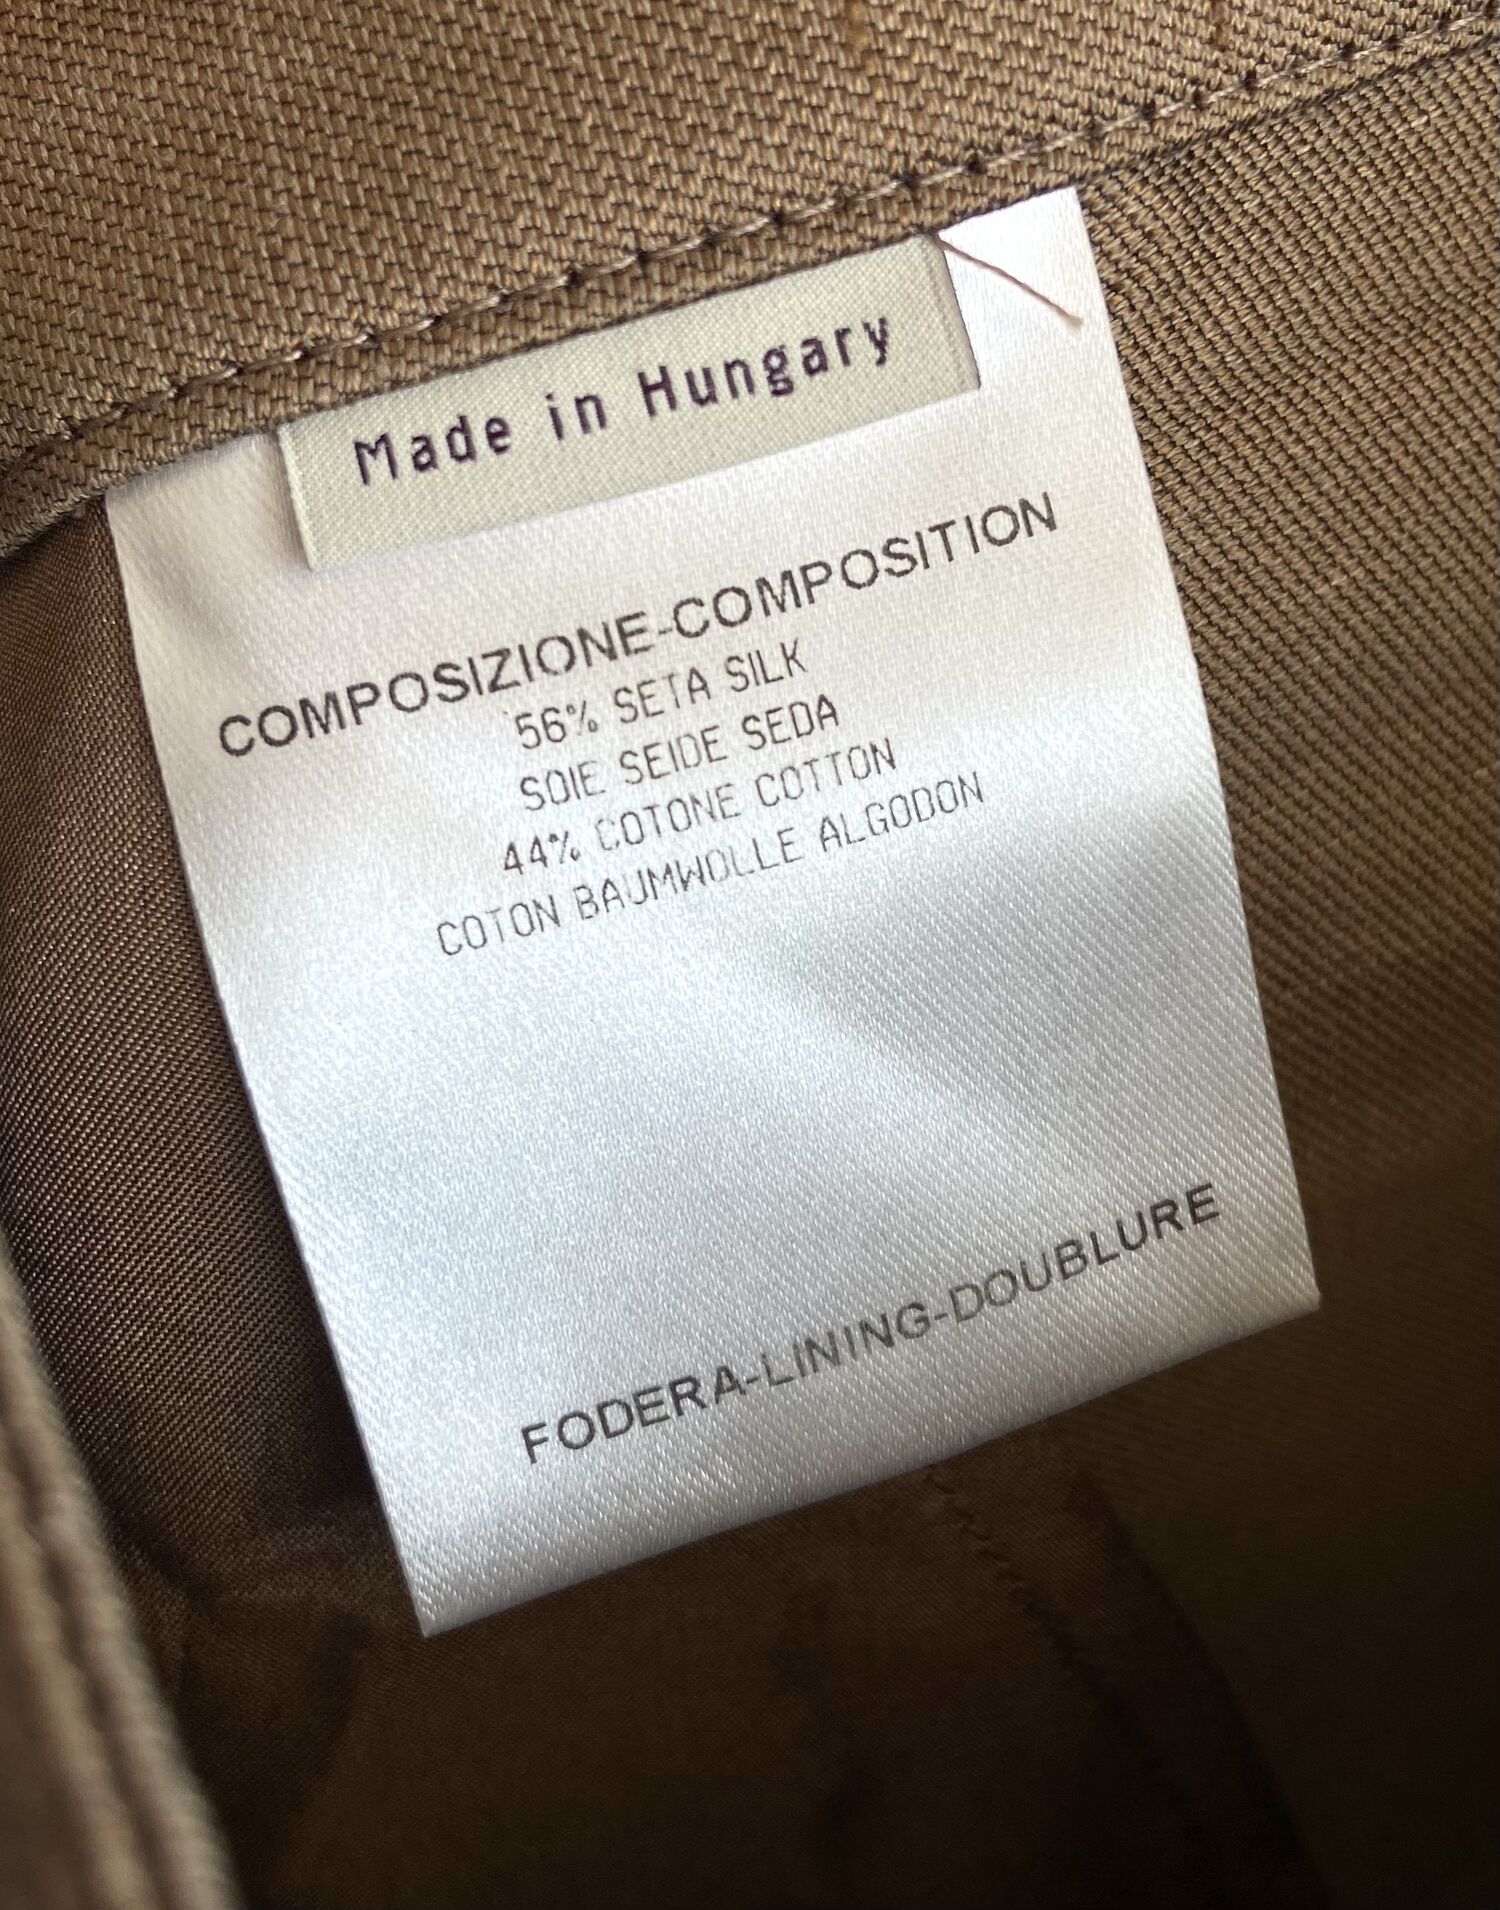 Made in Hungary
COMPOSIZIONE-COMPOSITION
56% SETA SILK
SOIE SEIDE SEDA
44% COTONE COTTON
COTON BAUMWOLLE ALGODON
FODERA-LINING-DOUBLURE